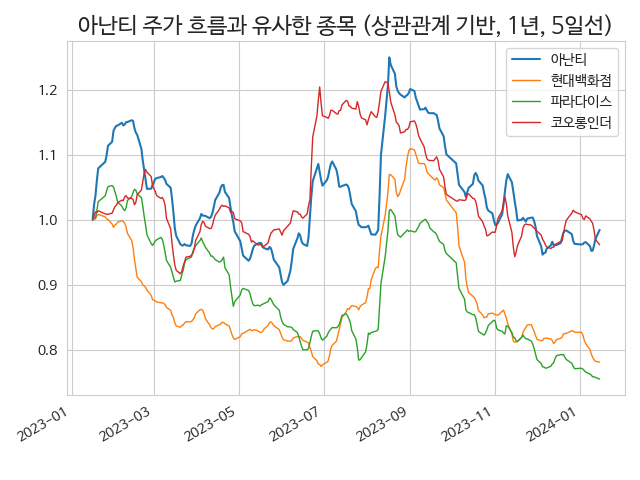 아난티 주가 흐름과 유사한 종목 (상관관계 기반, 1년, 5일선)
아난티
현대백화점
파라다이스
코오롱인더
1.2
1.1
1.0
0.9
0.8
2023-01
2023-03
2023-05
2023-07
2023-09
2023-11
2024-01